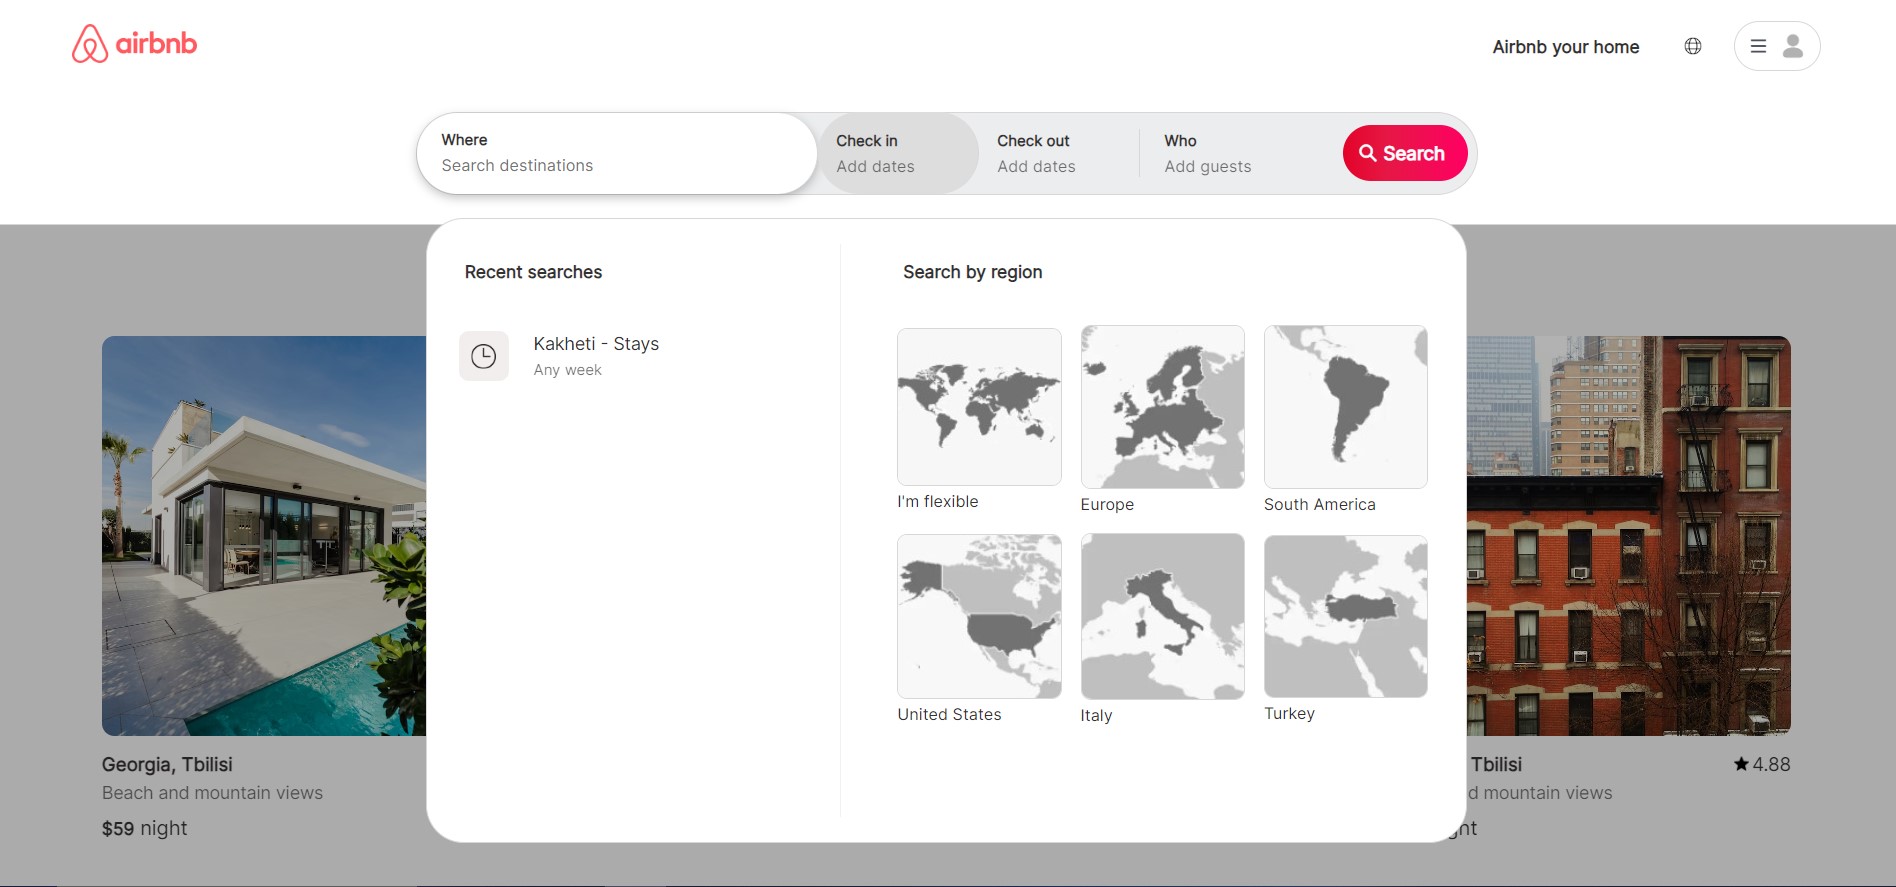 airbnb
Airbnb your home
Where
Search destinations
Check in
Add dates
Check out
Add dates
Who
Add guests
Search
Recent searches
Kakheti - Stays
Any week
Search by region
I'm flexible
Europe
South America
United States
Italy
Turkey
Georgia, Tbilisi
Beach and mountain views
$59 night
Tbilisi
4.88
d mountain views